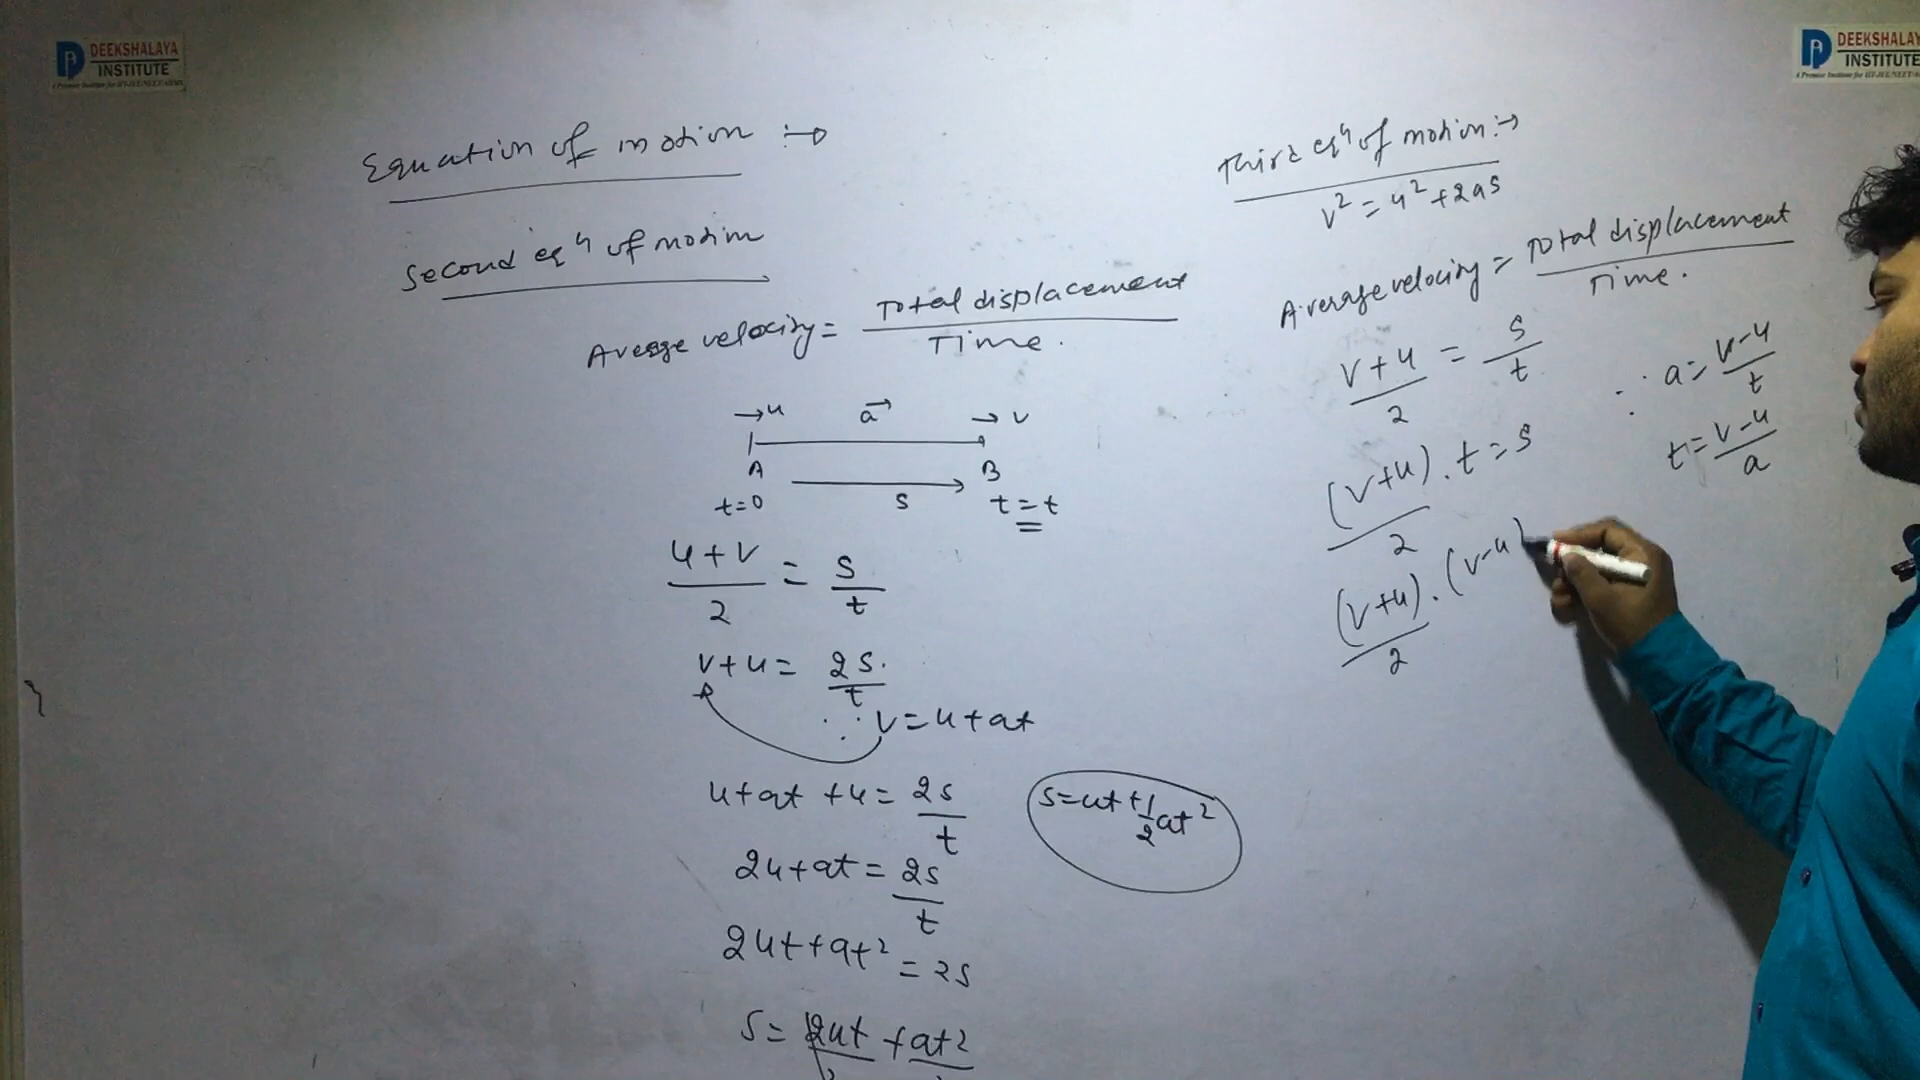 DEEKSHALAYA
INSTITUTE
Equation of motion :→
Second eqⁿ of motion
Average velocity = Total displacement / Time.
→u a→ → v
A B
t=0 s t=t
u+v / 2 = s / t
v+u = 2s. / t
∴ v=u+at
u+at+u = 2s / t
2u+at = 2s / t
2ut+at² = 2s
s = 2ut + at²
s=ut+1/2at²
DEEKSHALAY
INSTITUTE
Third eqⁿ of motion:→
v²=u²+2as
Average velocity = Total displacement / Time.
v+u / 2 = s / t
∴ a=v-u / t
(v+u) / 2 . t=s
t=v-u / a
(v+u) / 2 . (v-u)